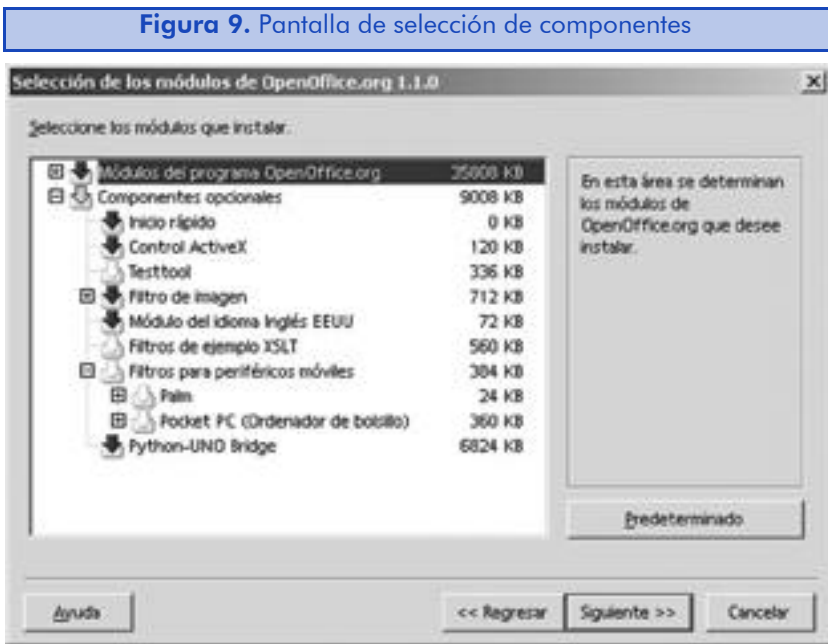 Figura 9. Pantalla de selección de componentes
Selección de los módulos de OpenOffice.org 1.1.0
Seleccione los módulos que instalar.
Módulos del programa OpenOffice.org 35808 KB
Componentes opcionales 9008 KB
Inicio rápido 0 KB
Control ActiveX 120 KB
Testtool 336 KB
Filtro de imagen 712 KB
Módulo del idioma Inglés EEUU 72 KB
Filtros de ejemplo XSLT 560 KB
Filtros para periféricos móviles 384 KB
Palm 24 KB
Pocket PC (Ordenador de bolsillo) 360 KB
Python-UNO Bridge 6824 KB
En esta área se determinan
los módulos de
OpenOffice.org que desee
instalar.
Predeterminado
Ayuda
<< Regresar
Siguiente >>
Cancelar